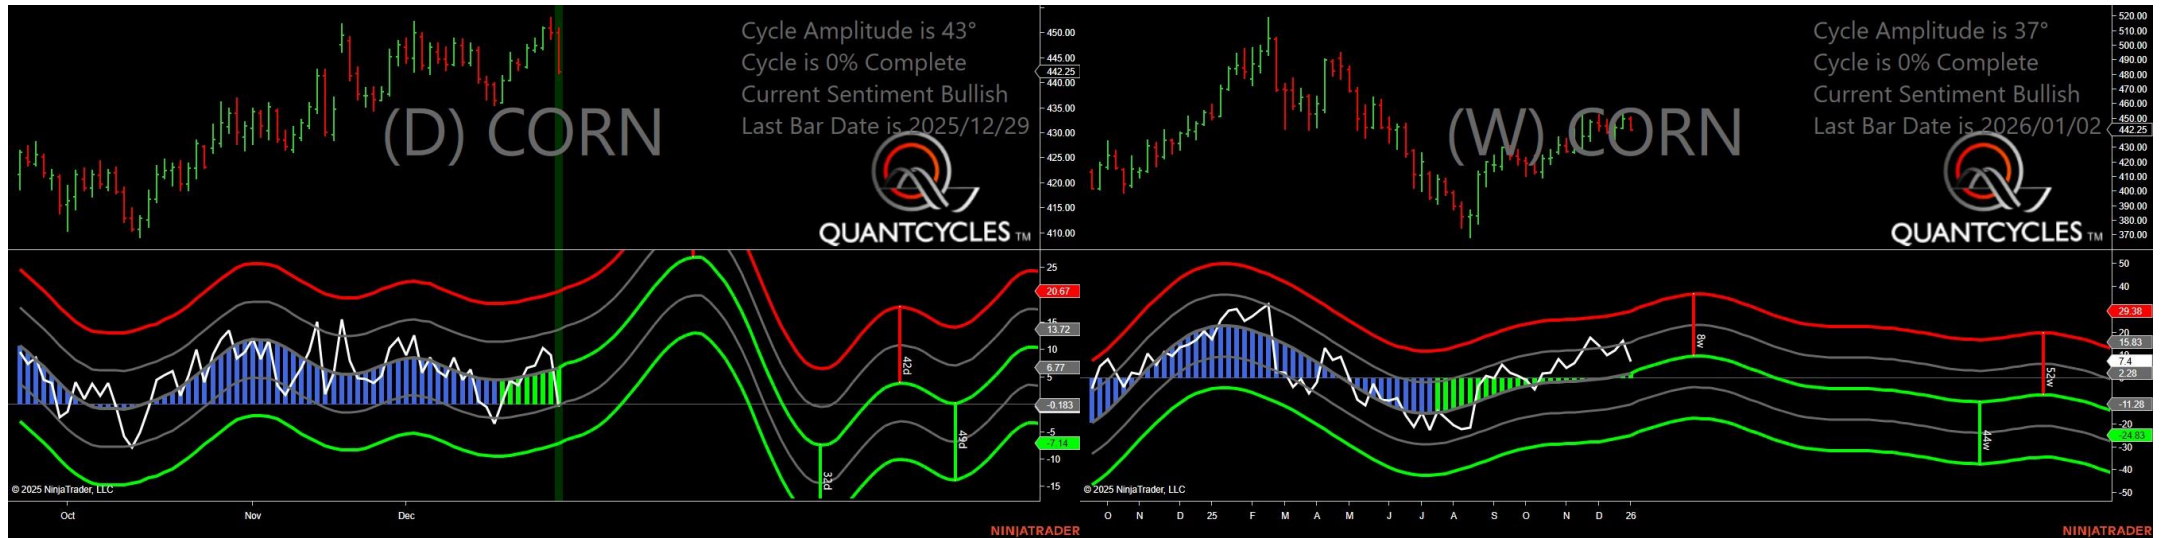 Cycle Amplitude is 43°
Cycle is 0% Complete
Current Sentiment Bullish
Last Bar Date is 2025/12/29
(D) CORN
QUANTCYCLES TM
450.00
445.00
442.25
440.00
435.00
430.00
425.00
420.00
415.00
410.00
25
20.67
15
13.72
10
6.77
5
-0.183
-5
-7.14
-10
-15
32d
42d
49d
© 2025 NinjaTrader, LLC
Oct Nov Dec
NINJATRADER
Cycle Amplitude is 37°
Cycle is 0% Complete
Current Sentiment Bullish
Last Bar Date is 2026/01/02
(W) CORN
QUANTCYCLES TM
520.00
510.00
500.00
490.00
480.00
470.00
460.00
450.00
442.25
430.00
420.00
410.00
400.00
390.00
380.00
370.00
50
40
29.38
20
15.83
7.4
2.28
-11.28
-20
-24.83
-30
-40
-50
8w
44w
52w
© 2025 NinjaTrader, LLC
O N D 25 F M A M J J A S O N D 26
NINJATRADER